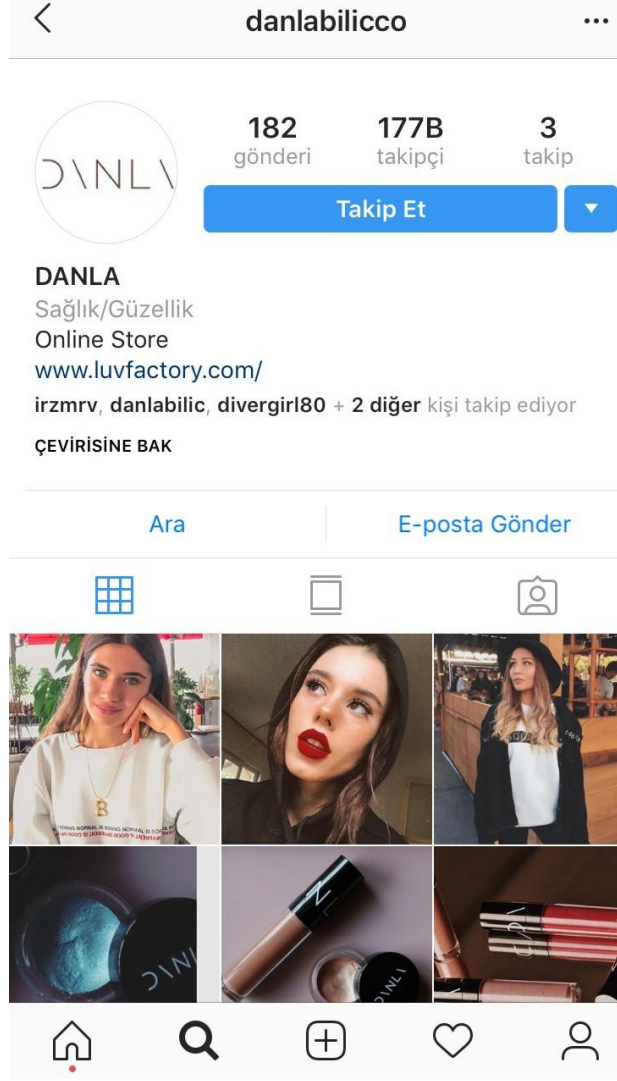 danlabilicco
DANLA
182 177B 3
gönderi takipçi takip
Takip Et
DANLA
Sağlık/Güzellik
Online Store
www.luvfactory.com/
irzmrv, danlabilic, divergirl80 + 2 diğer kişi takip ediyor
ÇEVİRİSİNE BAK
Ara E-posta Gönder
B